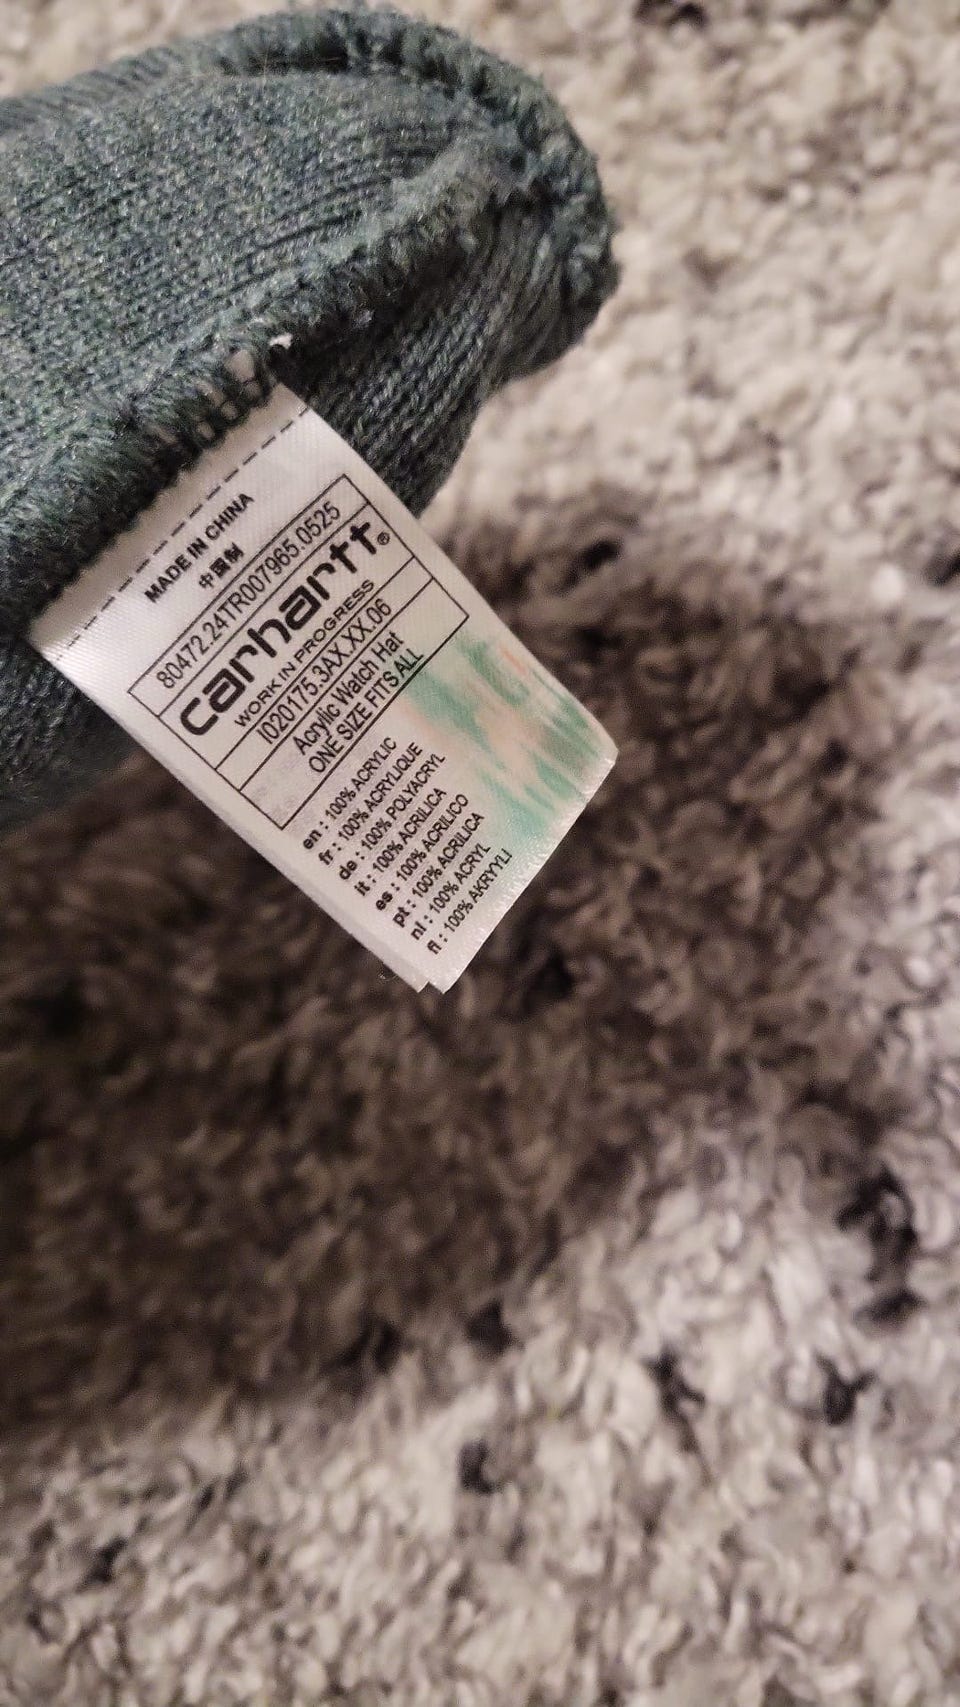 MADE IN CHINA
中国制
80472.24TR007965.0525
carhartt®
WORK IN PROGRESS
I020175.3AX.XX.06
Acrylic Watch Hat
ONE SIZE FITS ALL
en : 100% ACRYLIC
fr : 100% ACRYLIQUE
de : 100% POLYACRYL
it : 100% ACRILICA
es : 100% ACRILICO
pt : 100% ACRILICA
nl : 100% ACRYL
fi : 100% AKRYYLI